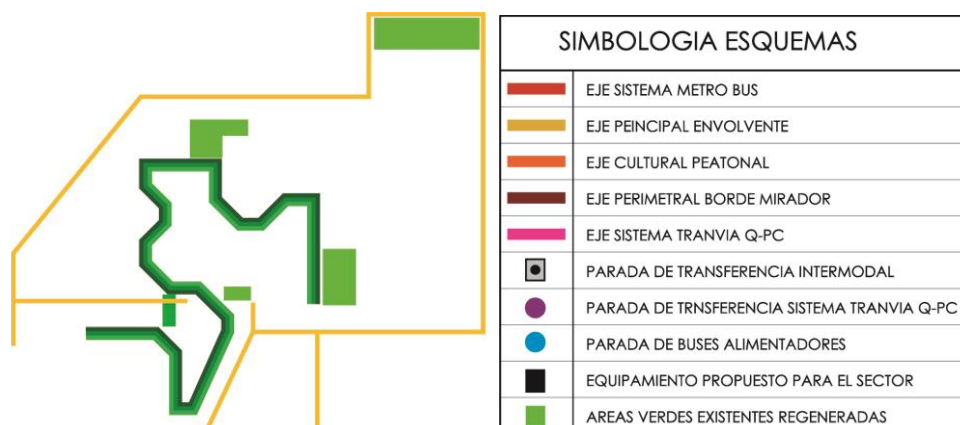 SIMBOLOGIA ESQUEMAS
EJE SISTEMA METRO BUS
EJE PEINCIPAL ENVOLVENTE
EJE CULTURAL PEATONAL
EJE PERIMETRAL BORDE MIRADOR
EJE SISTEMA TRANVIA Q-PC
PARADA DE TRANSFERENCIA INTERMODAL
PARADA DE TRNSFERENCIA SISTEMA TRANVIA Q-PC
PARADA DE BUSES ALIMENTADORES
EQUIPAMIENTO PROPUESTO PARA EL SECTOR
AREAS VERDES EXISTENTES REGENERADAS